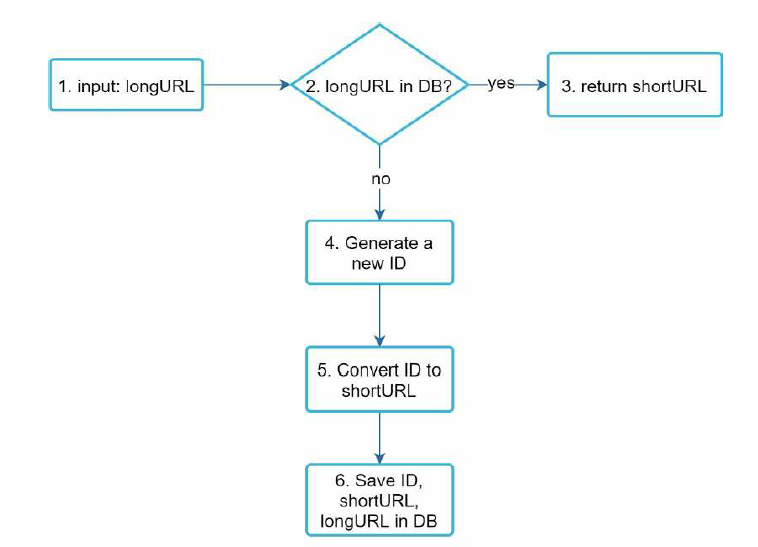 1. input: longURL
2. longURL in DB?
yes
3. return shortURL
no
4. Generate a
new ID
5. Convert ID to
shortURL
6. Save ID,
shortURL,
longURL in DB